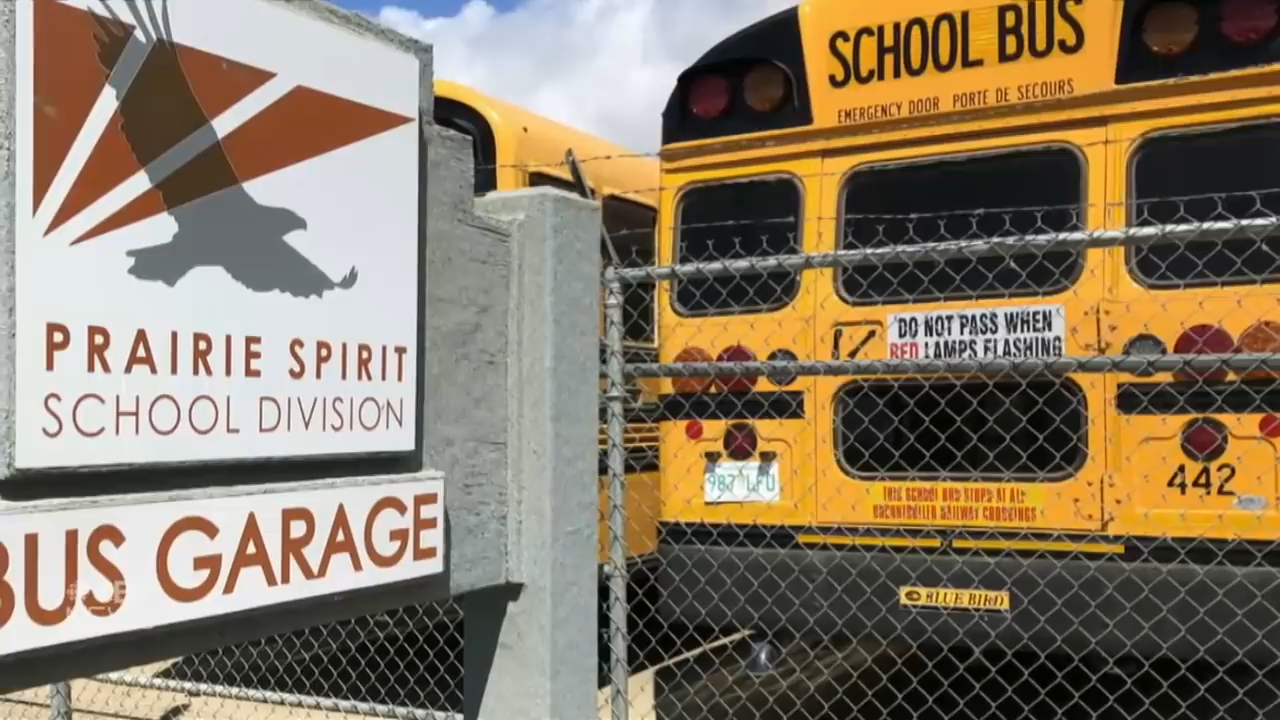 PRAIRIE SPIRIT
SCHOOL DIVISION
BUS GARAGE
SCHOOL BUS
EMERGENCY DOOR PORTE DE SECOURS
DO NOT PASS WHEN
RED LAMPS FLASHING
987 LFU
442
THIS SCHOOL BUS STOPS AT ALL
UNCONTROLLED RAILWAY CROSSINGS
BLUE BIRD